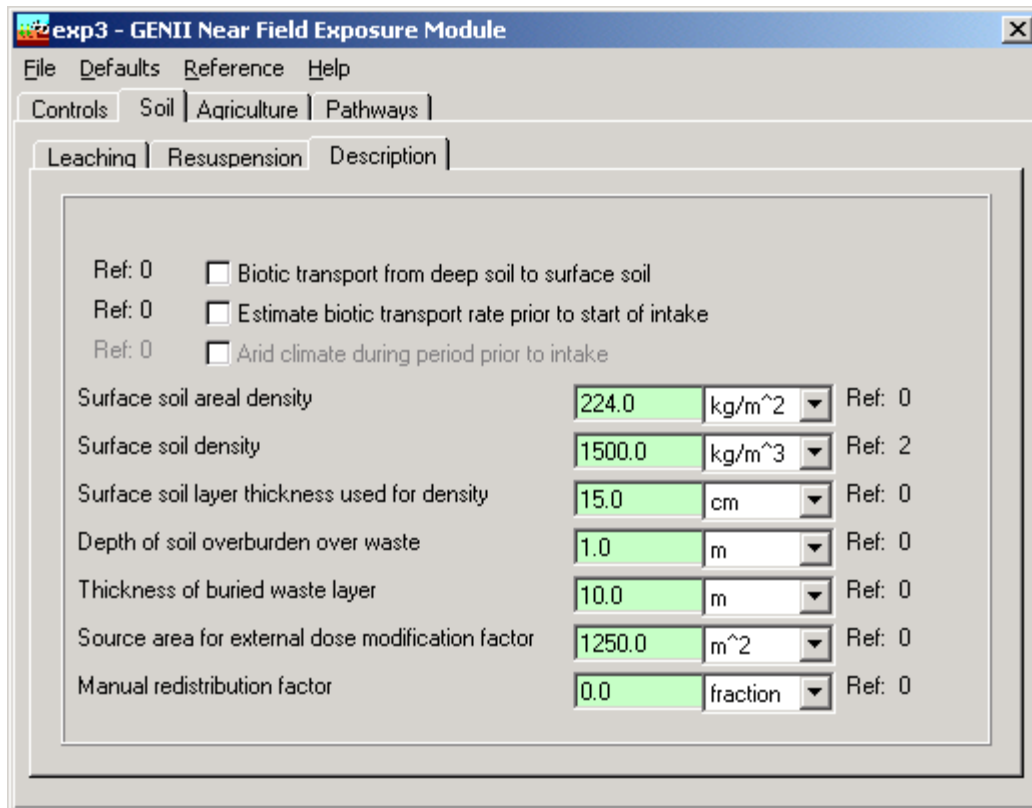 exp3 - GENII Near Field Exposure Module
File Defaults Reference Help
Controls Soil Agriculture Pathways
Leaching Resuspension Description
Ref: 0 Biotic transport from deep soil to surface soil
Ref: 0 Estimate biotic transport rate prior to start of intake
Ref: 0 Arid climate during period prior to intake
Surface soil areal density 224.0 kg/m^2 Ref: 0
Surface soil density 1500.0 kg/m^3 Ref: 2
Surface soil layer thickness used for density 15.0 cm Ref: 0
Depth of soil overburden over waste 1.0 m Ref: 0
Thickness of buried waste layer 10.0 m Ref: 0
Source area for external dose modification factor 1250.0 m^2 Ref: 0
Manual redistribution factor 0.0 fraction Ref: 0